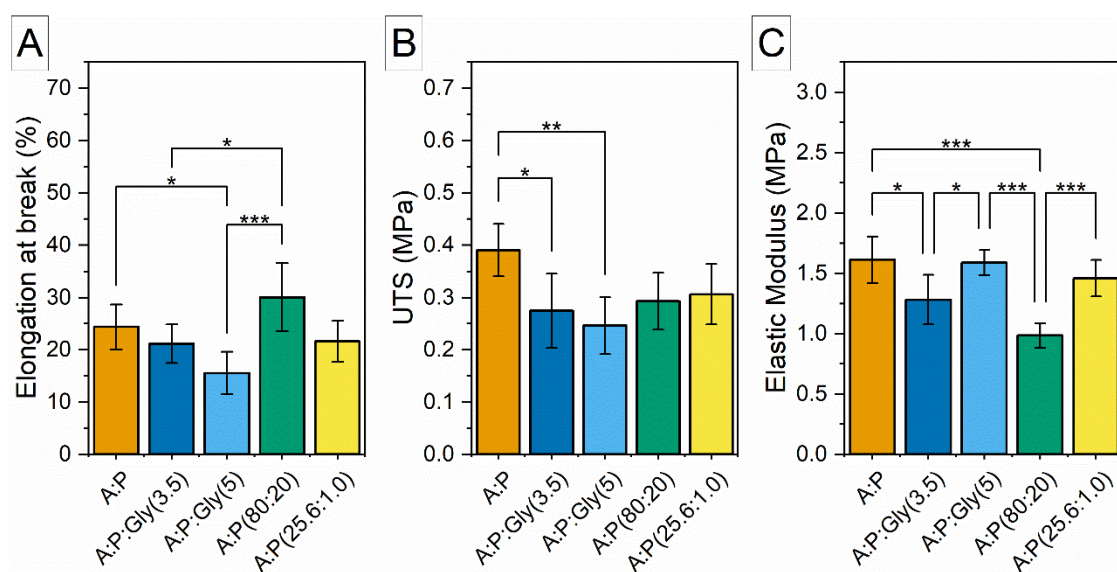 A
Elongation at break (%)
70
60
50
40
30
20
10
0
*
*
***
A:P
A:P:Gly(3.5)
A:P:Gly(5)
A:P(80:20)
A:P(25.6:1.0)
B
UTS (MPa)
0.7
0.6
0.5
0.4
0.3
0.2
0.1
0.0
**
*
A:P
A:P:Gly(3.5)
A:P:Gly(5)
A:P(80:20)
A:P(25.6:1.0)
C
Elastic Modulus (MPa)
3.0
2.5
2.0
1.5
1.0
0.5
0.0
***
* * *** ***
A:P
A:P:Gly(3.5)
A:P:Gly(5)
A:P(80:20)
A:P(25.6:1.0)